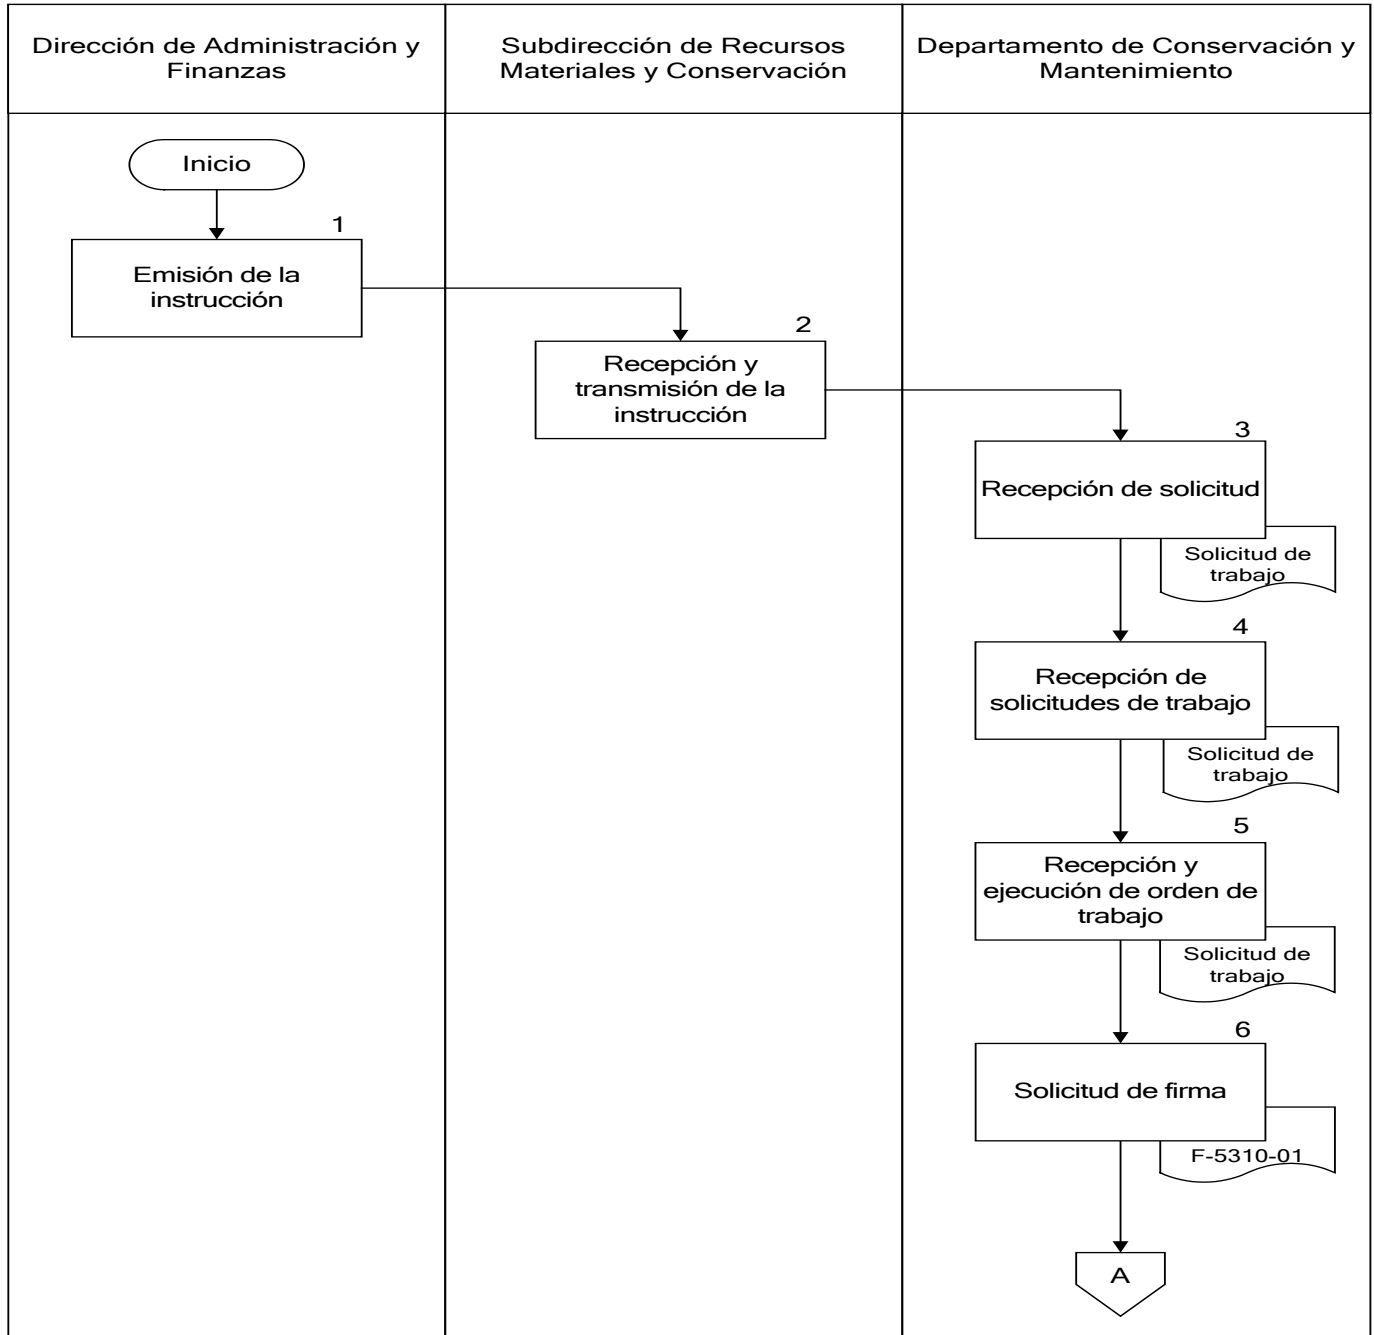 Dirección de Administración y
Finanzas
Subdirección de Recursos
Materiales y Conservación
Departamento de Conservación y
Mantenimiento
Inicio
1
Emisión de la
instrucción
2
Recepción y
transmisión de la
instrucción
3
Recepción de solicitud
Solicitud de
trabajo
4
Recepción de
solicitudes de trabajo
Solicitud de
trabajo
5
Recepción y
ejecución de orden de
trabajo
Solicitud de
trabajo
6
Solicitud de firma
F-5310-01
A